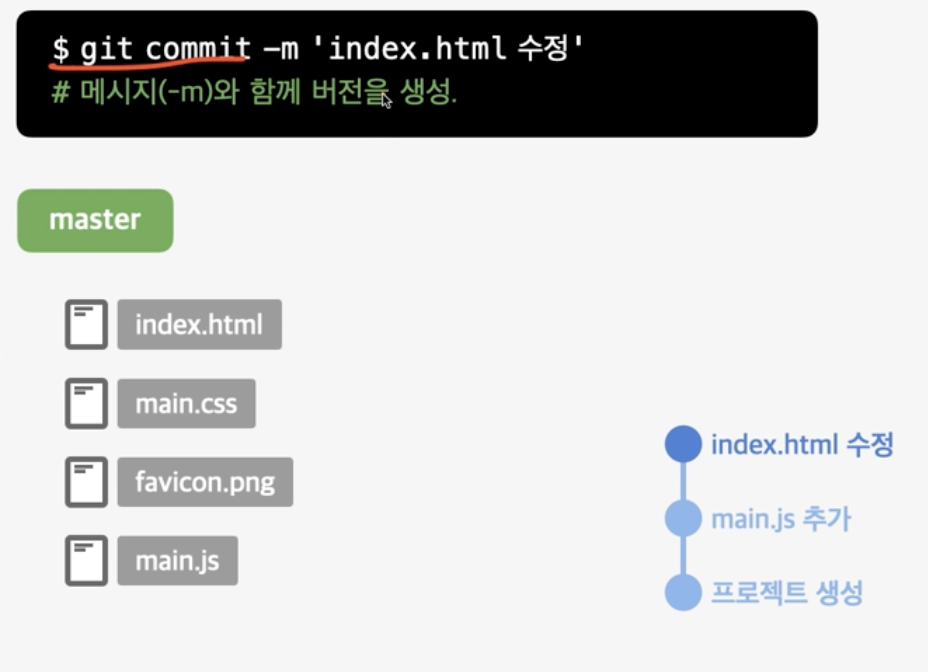 $ git commit -m 'index.html 수정'
# 메시지(-m)와 함께 버전을 생성.
master
index.html
main.css
favicon.png
main.js
index.html 수정
main.js 추가
프로젝트 생성